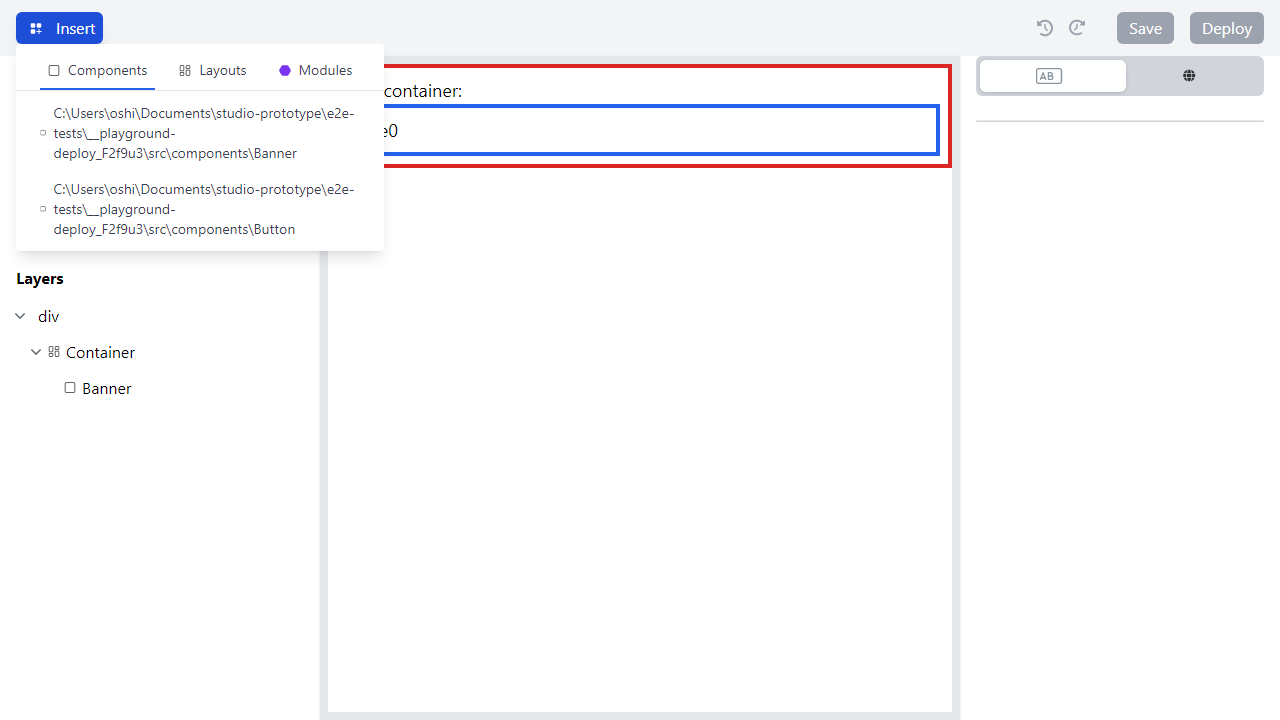 Insert
Save
Deploy
Components
Layouts
Modules
AB
container:
C:\Users\oshi\Documents\studio-prototype\e2e-
tests\__playground-
deploy_F2f9u3\src\components\Banner
e0
C:\Users\oshi\Documents\studio-prototype\e2e-
tests\__playground-
deploy_F2f9u3\src\components\Button
Layers
div
Container
Banner